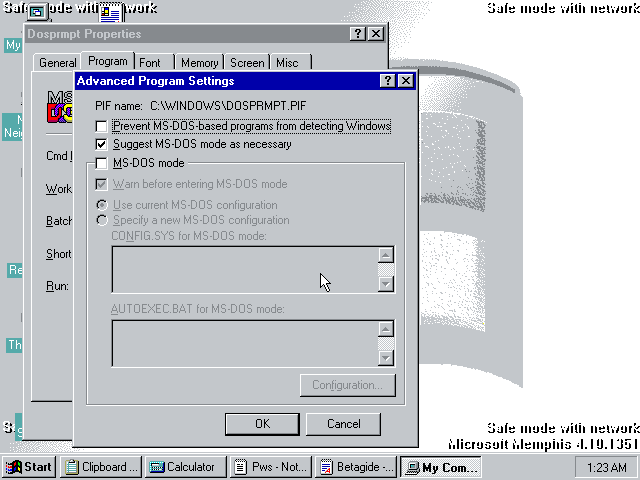 Safe mode with network
Safe mode with network
Dosprmpt Properties
General
Program
Font
Memory
Screen
Misc
Advanced Program Settings
PIF name: C:\WINDOWS\DOSPRMPT.PIF
Prevent MS-DOS-based programs from detecting Windows
Suggest MS-DOS mode as necessary
MS-DOS mode
Warn before entering MS-DOS mode
Use current MS-DOS configuration
Specify a new MS-DOS configuration
CONFIG.SYS for MS-DOS mode:
AUTOEXEC.BAT for MS-DOS mode:
Configuration...
OK
Cancel
My
Neig
Cmd
Work
Batch
Short
Run:
Re
Th
Safe mode with network
Microsoft Memphis 4.10.1351
Start
Clipboard ...
Calculator
Pws - Not...
Betagide -...
My Com...
1:23 AM